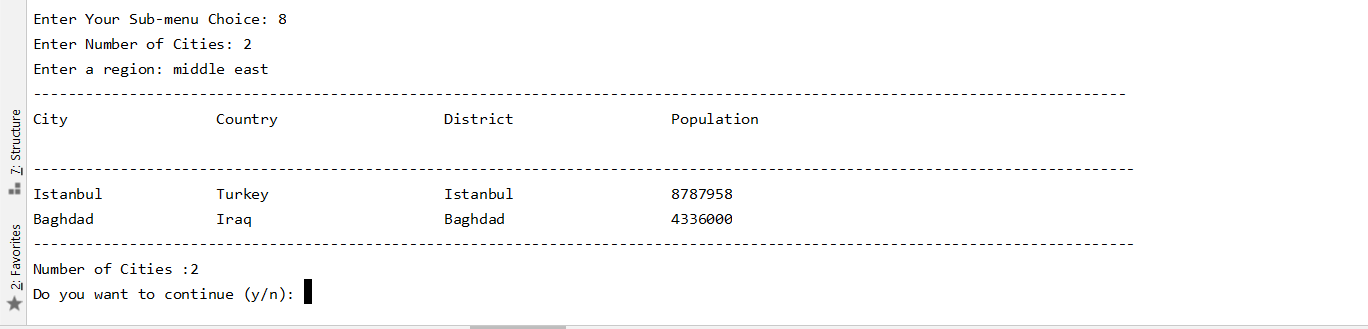 Enter Your Sub-menu Choice: 8
Enter Number of Cities: 2
Enter a region: middle east
-------------------------------------------------------------------------------------------------------------------------------
City Country District Population
--------------------------------------------------------------------------------------------------------------------------------
Istanbul Turkey Istanbul 8787958
Baghdad Iraq Baghdad 4336000
--------------------------------------------------------------------------------------------------------------------------------
Number of Cities :2
Do you want to continue (y/n):
7: Structure
2: Favorites